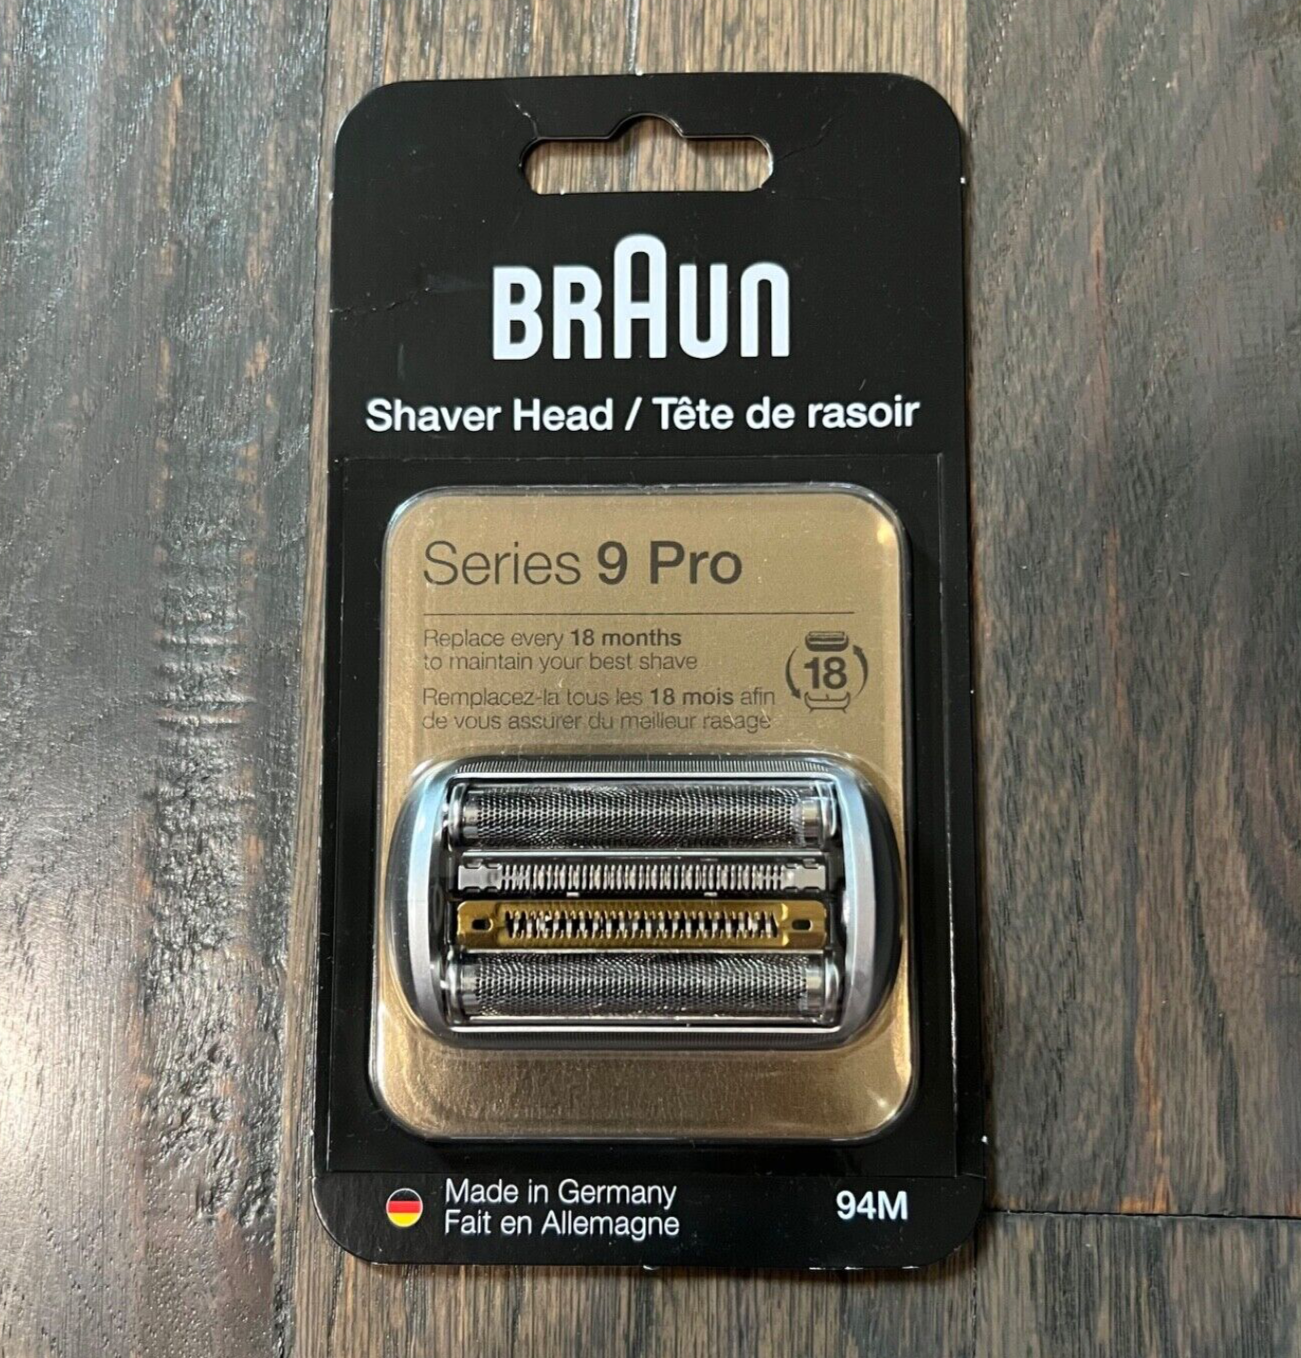 BRAUN
Shaver Head / Tête de rasoir
Series 9 Pro
Replace every 18 months
to maintain your best shave
Remplacez-la tous les 18 mois afin
de vous assurer du meilleur rasage
18
Made in Germany
Fait en Allemagne
94M